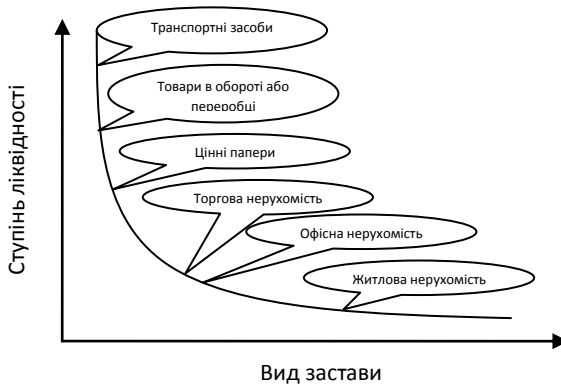 Транспортні засоби
Товари в обороті або
переробці
Цінні папери
Торгова нерухомість
Офісна нерухомість
Житлова нерухомість
Ступінь ліквідності
Вид застави